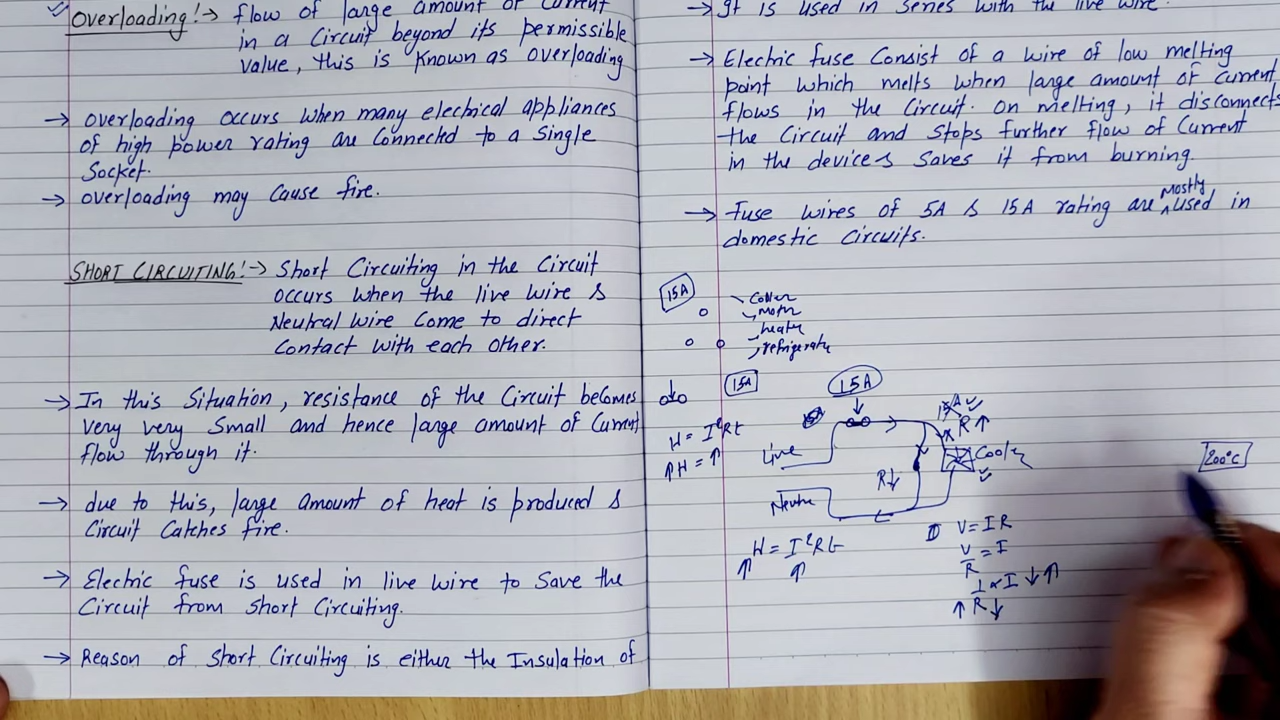 Overloading!→ flow of large amount of current
in a circuit beyond its permissible
value, this is known as overloading
→ overloading occurs when many electrical appliances
of high power rating are connected to a single
socket.
→ overloading may cause fire.
SHORT CIRCUITING!→ Short Circuiting in the Circuit
occurs when the live wire &
Neutral wire come to direct
contact with each other.
→ In this situation, resistance of the circuit becomes
very very small and hence large amount of current
flow through it.
→ due to this, large amount of heat is produced &
circuit catches fire.
→ Electric fuse is used in live wire to save the
circuit from short circuiting.
→ Reason of short circuiting is either the Insulation of
→ It is used in series with the live wire.
→ Electric fuse consist of a wire of low melting
point which melts when large amount of current
flows in the circuit. on melting, it disconnects
the circuit and stops further flow of current
in the device & saves it from burning.
→ Fuse wires of 5A & 15A rating are mostly used in
domestic circuits.
15A
Motor
heater
refrigerator
15A
15A
H = I²Rt
↑H = ↑
Live
R↑
Cooler
R↓
200°C
H = I²Rt
↑ ↑
V = IR
V/R = I
1 ∝ I ↓ ↑
↑ R ↓